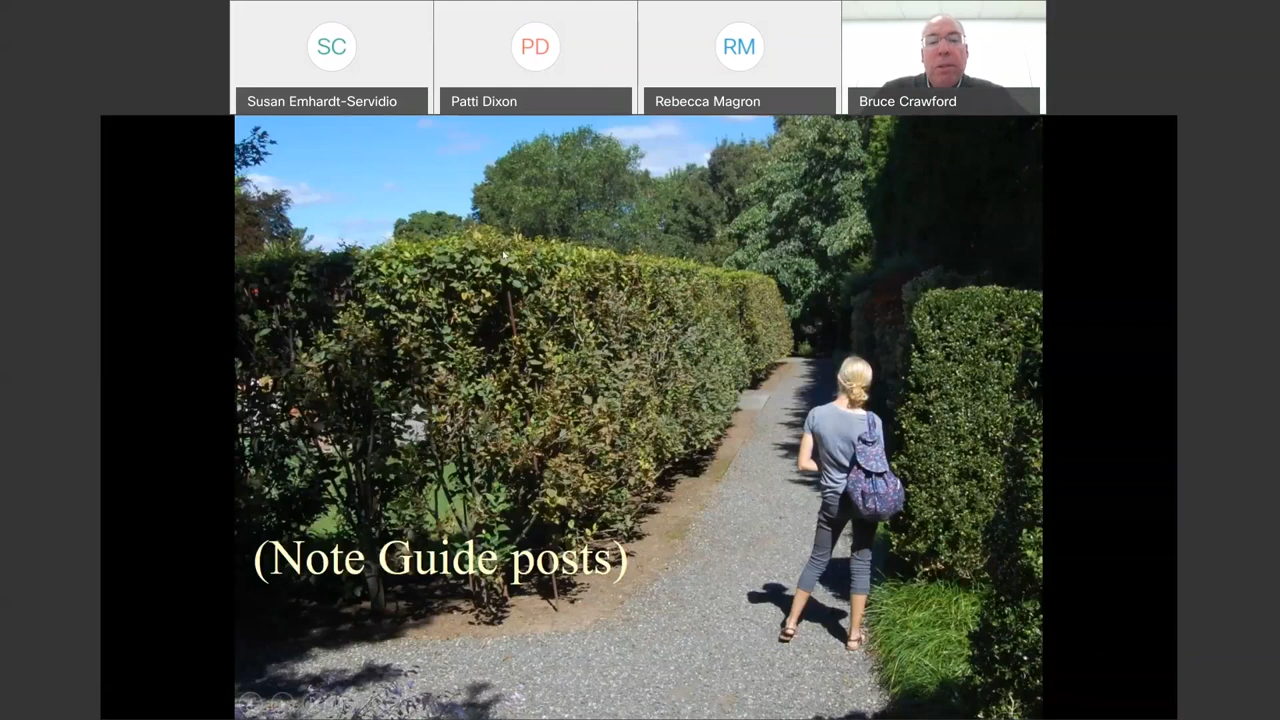 SC
PD
RM
Susan Emhardt-Servidio
Patti Dixon
Rebecca Magron
Bruce Crawford
(Note Guide posts)